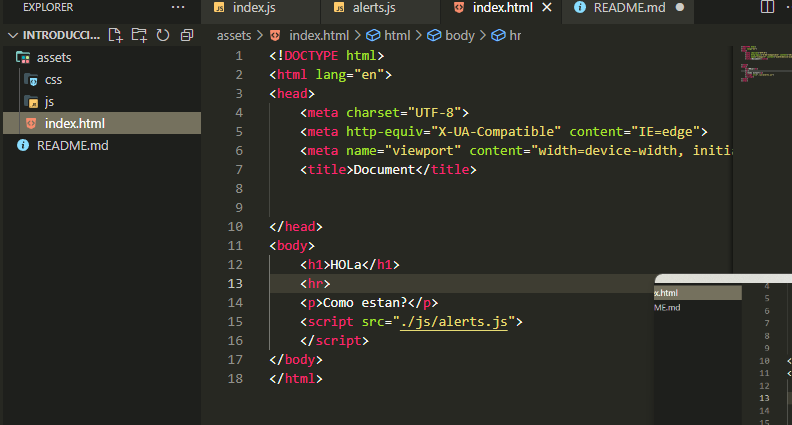 EXPLORER
INTRODUCCI...
assets
css
js
index.html
README.md
index.js
alerts.js
index.html
README.md
assets > index.html > html > body > hr
1 <!DOCTYPE html>
2 <html lang="en">
3 <head>
4 <meta charset="UTF-8">
5 <meta http-equiv="X-UA-Compatible" content="IE=edge">
6 <meta name="viewport" content="width=device-width, initia
7 <title>Document</title>
8
9
10 </head>
11 <body>
12 <h1>HOLa</h1>
13 <hr>
14 <p>Como estan?</p>
15 <script src="./js/alerts.js">
16 </script>
17 </body>
18 </html>
x.html
ME.md
4
5
6
7
8
9
10 <
11 <
12
13
14
15